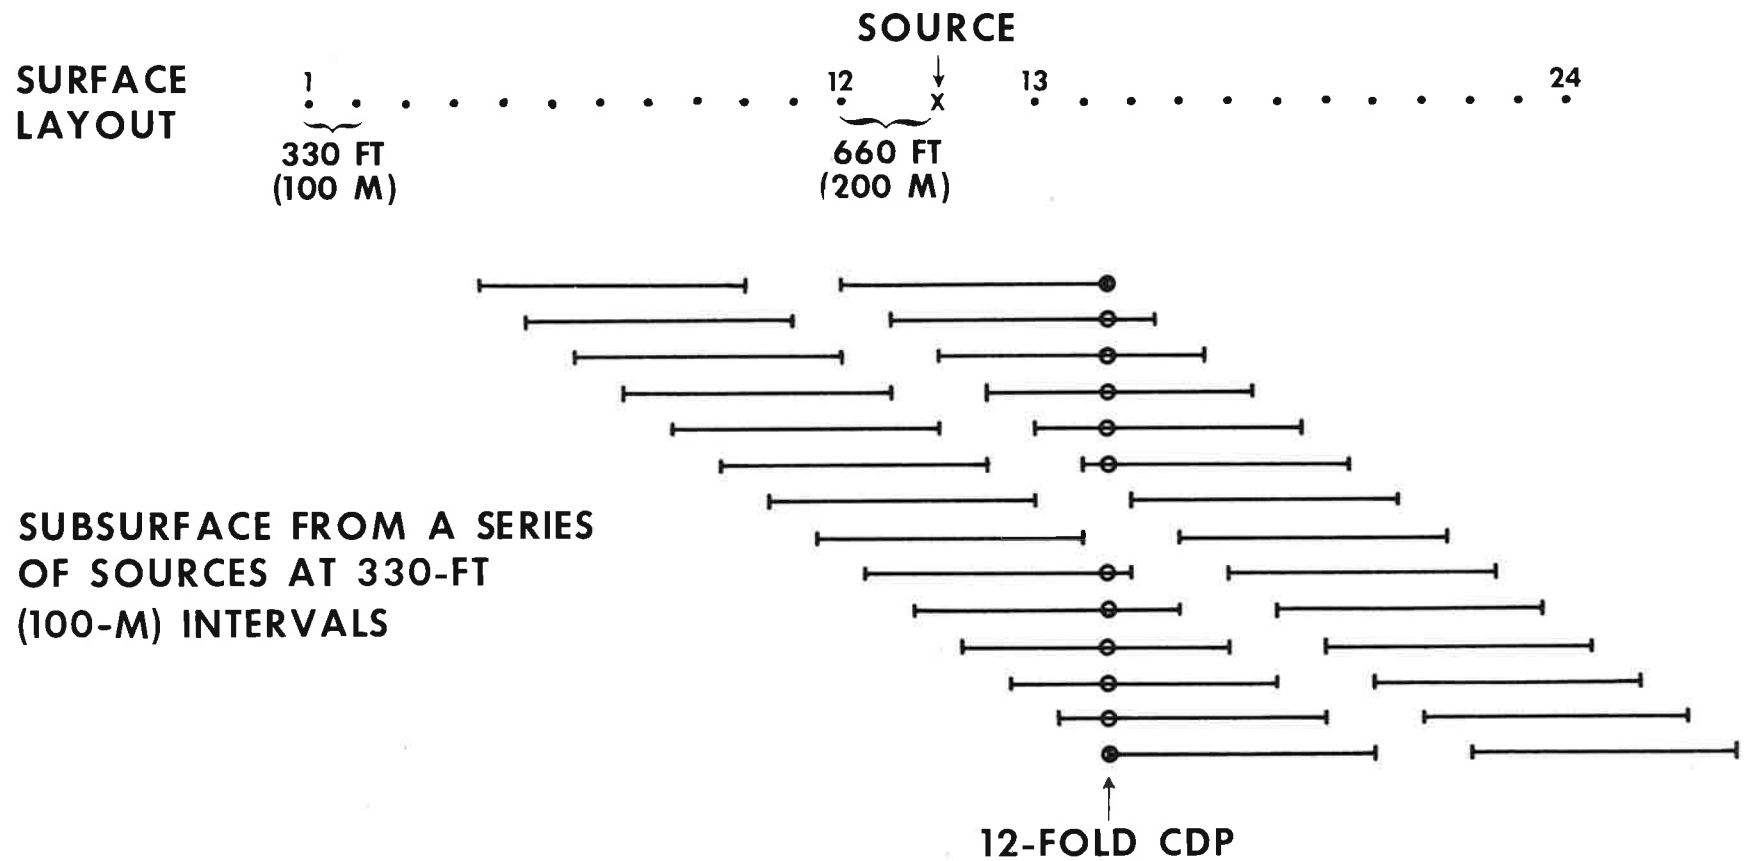 SOURCE
SURFACE LAYOUT
1 12 13 24
x
330 FT
(100 M)
660 FT
(200 M)
SUBSURFACE FROM A SERIES
OF SOURCES AT 330-FT
(100-M) INTERVALS
12-FOLD CDP